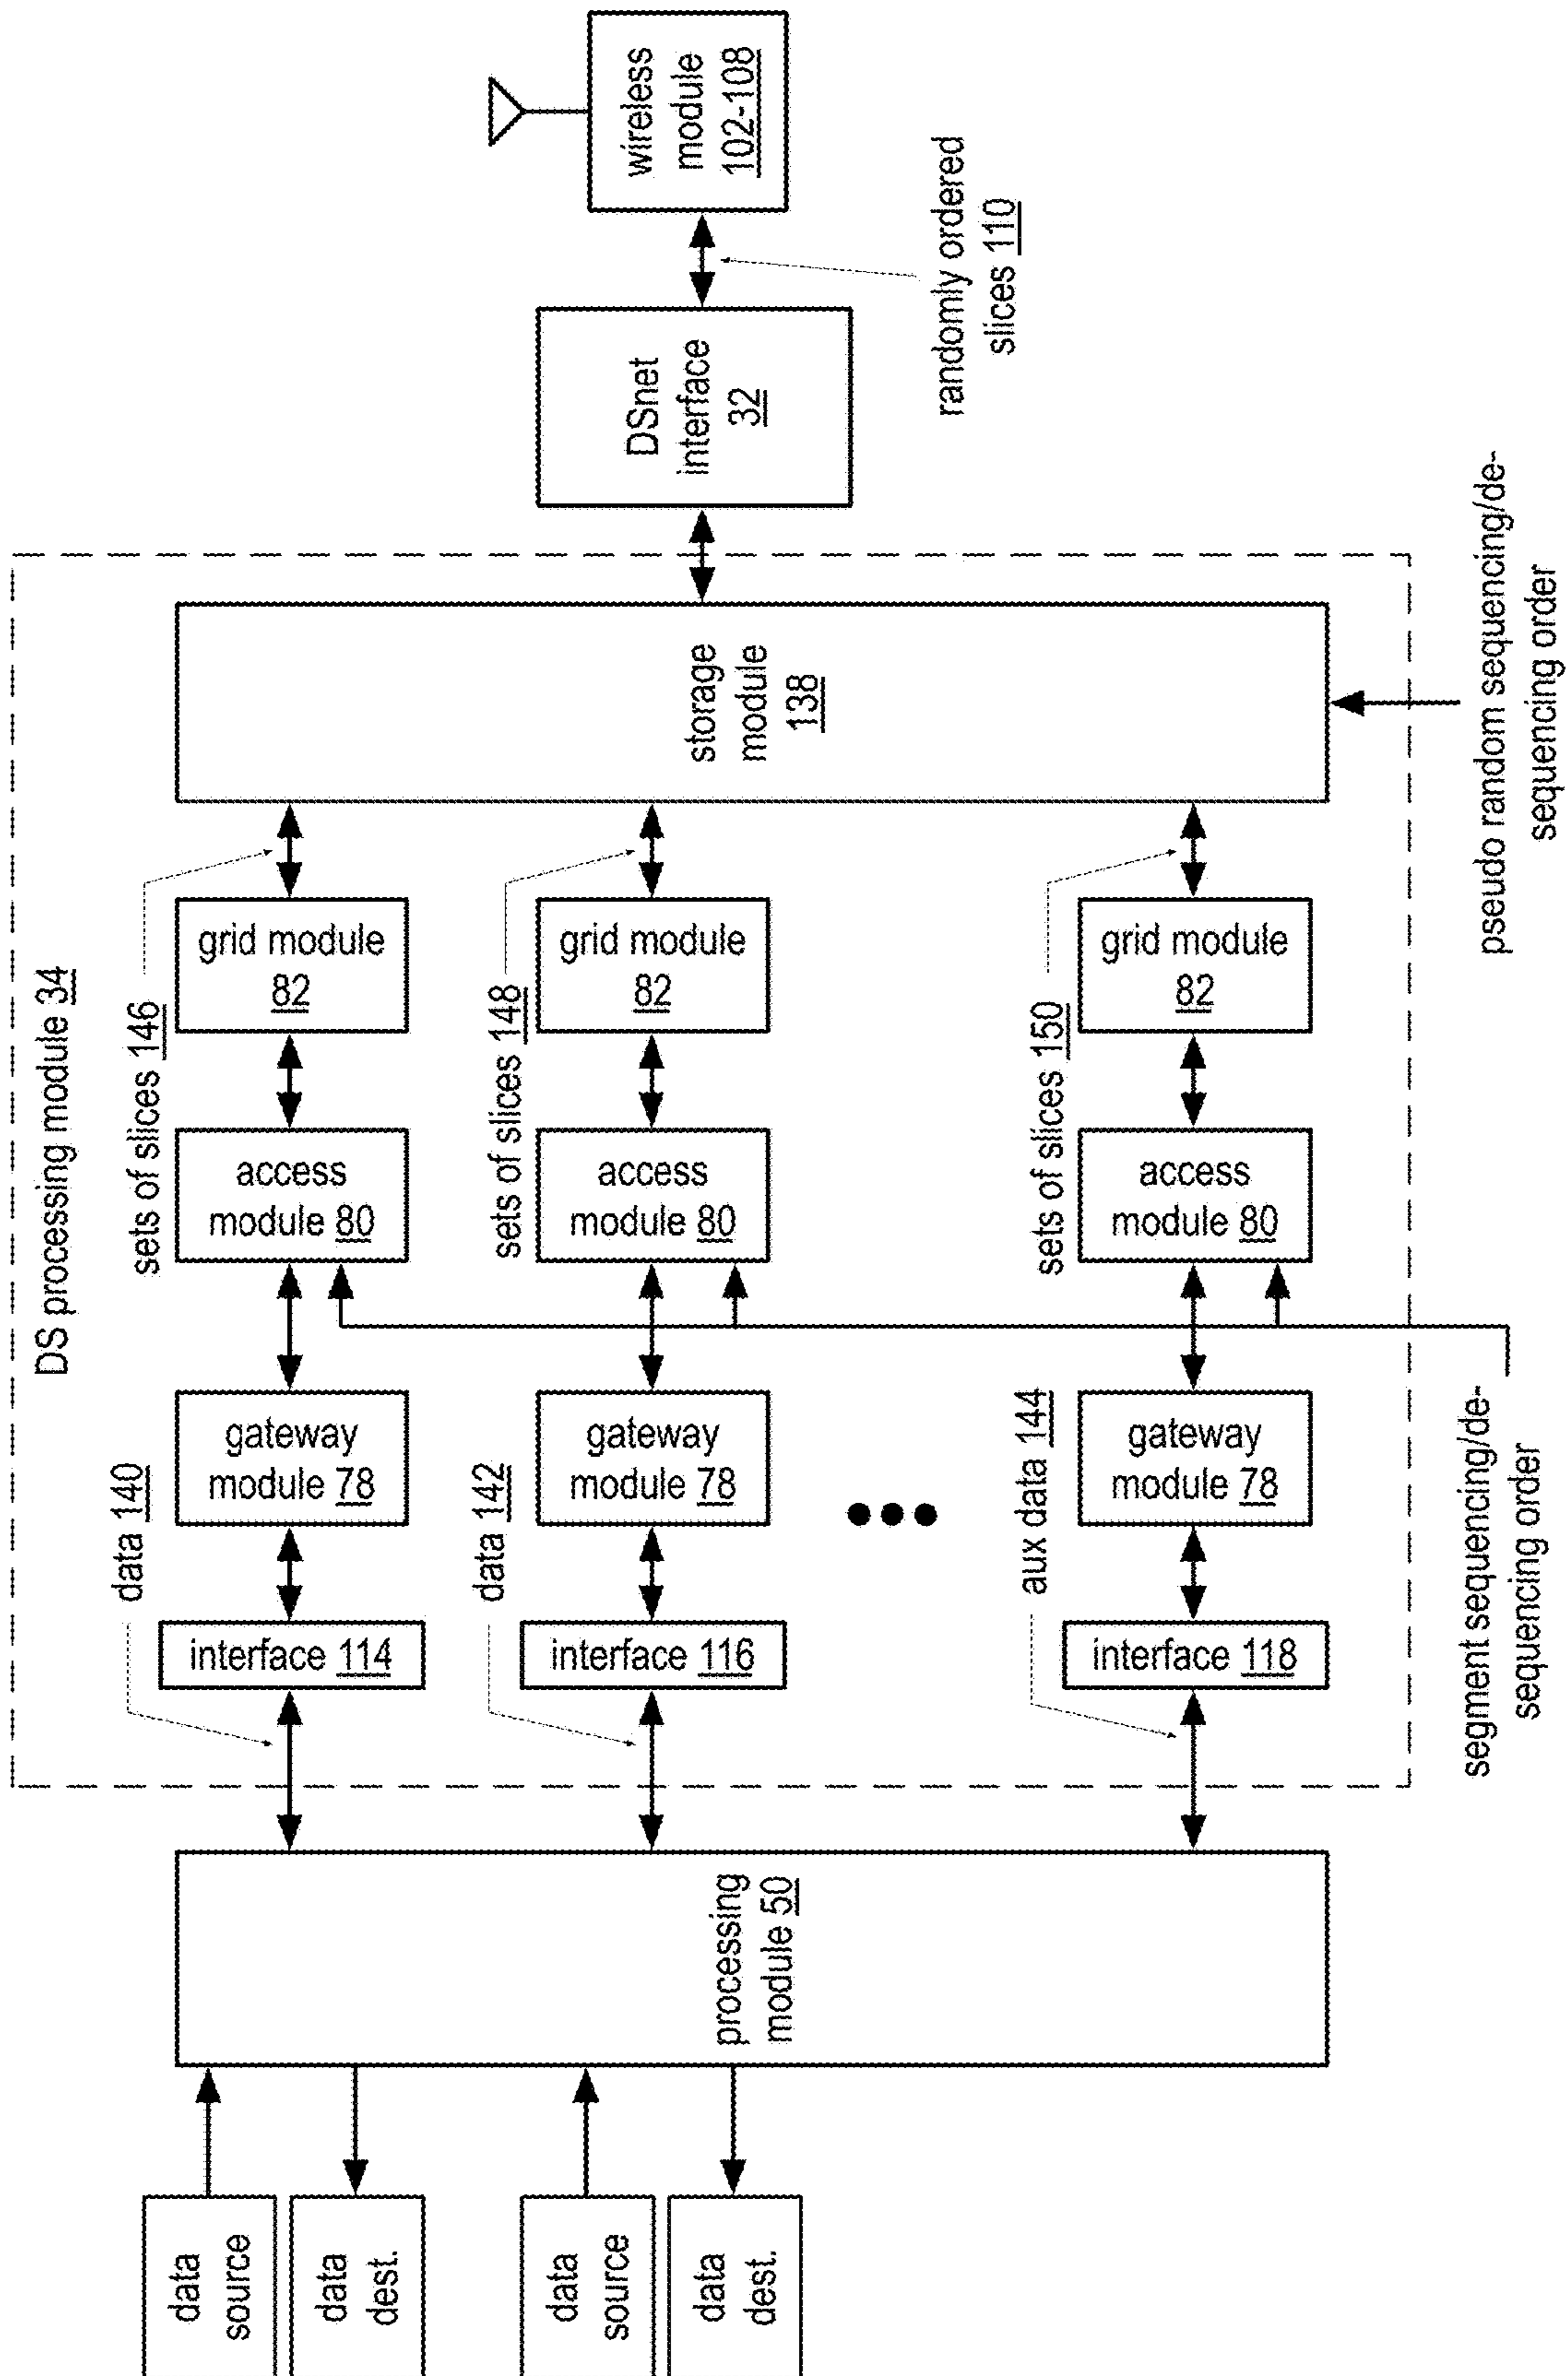 data
source
data
dest.
data
source
data
dest.
processing
module 50
DS processing module 34
data 140
interface 114
gateway
module 78
access
module 80
sets of slices 146
grid module
82
data 142
interface 116
gateway
module 78
access
module 80
sets of slices 148
grid module
82
aux data 144
interface 118
gateway
module 78
access
module 80
sets of slices 150
grid module
82
segment sequencing/de-
sequencing order
storage
module
138
pseudo random sequencing/de-
sequencing order
DSnet
interface
32
wireless
module
102-108
randomly ordered
slices 110